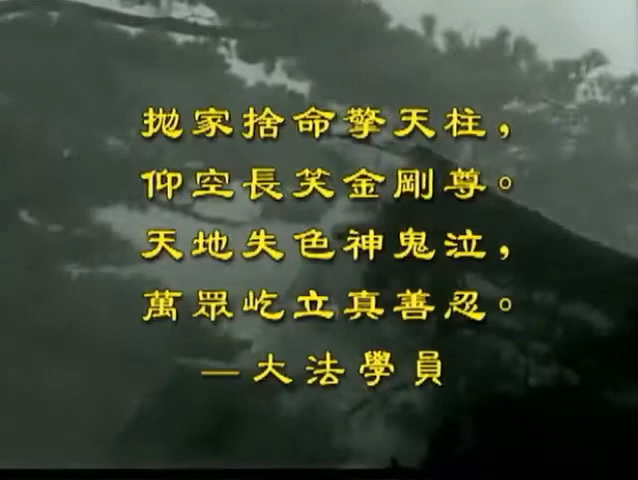 拋家捨命擎天柱，
仰空長笑金剛尊。
天地失色神鬼泣，
萬眾屹立真善忍。
—大法學員